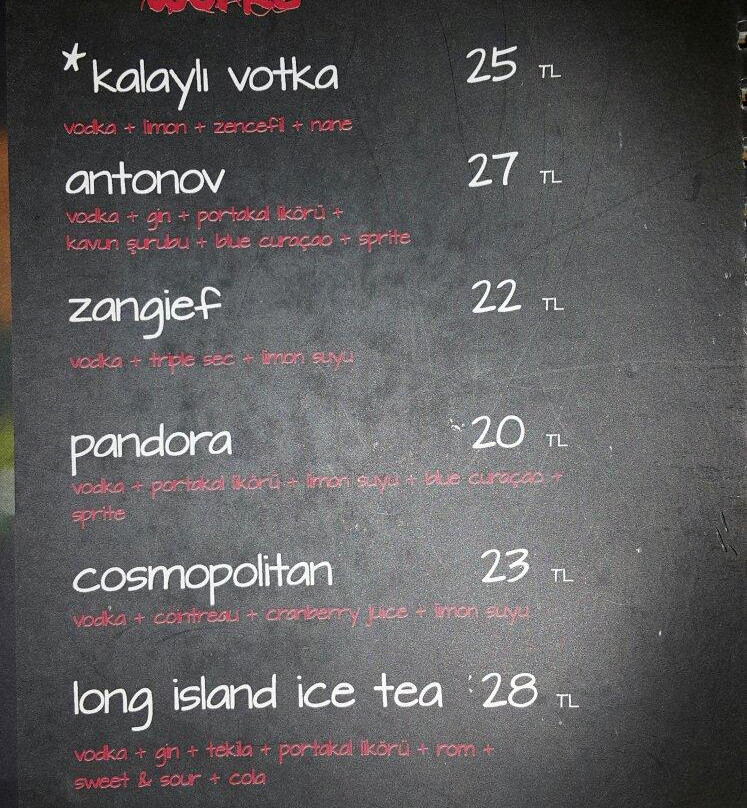 *kalaylı votka 25 TL
vodka + limon + zencefil + nane
antonov 27 TL
vodka + gin + portakal likörü +
kavun şurubu + blue curaçao + sprite
zangief 22 TL
vodka + triple sec + limon suyu
pandora 20 TL
vodka + portakal likörü + limon suyu + blue curaçao +
sprite
cosmopolitan 23 TL
vodka + cointreau + cranberry juice + limon suyu
long island ice tea 28 TL
vodka + gin + tekila + portakal likörü + rom +
sweet & sour + cola